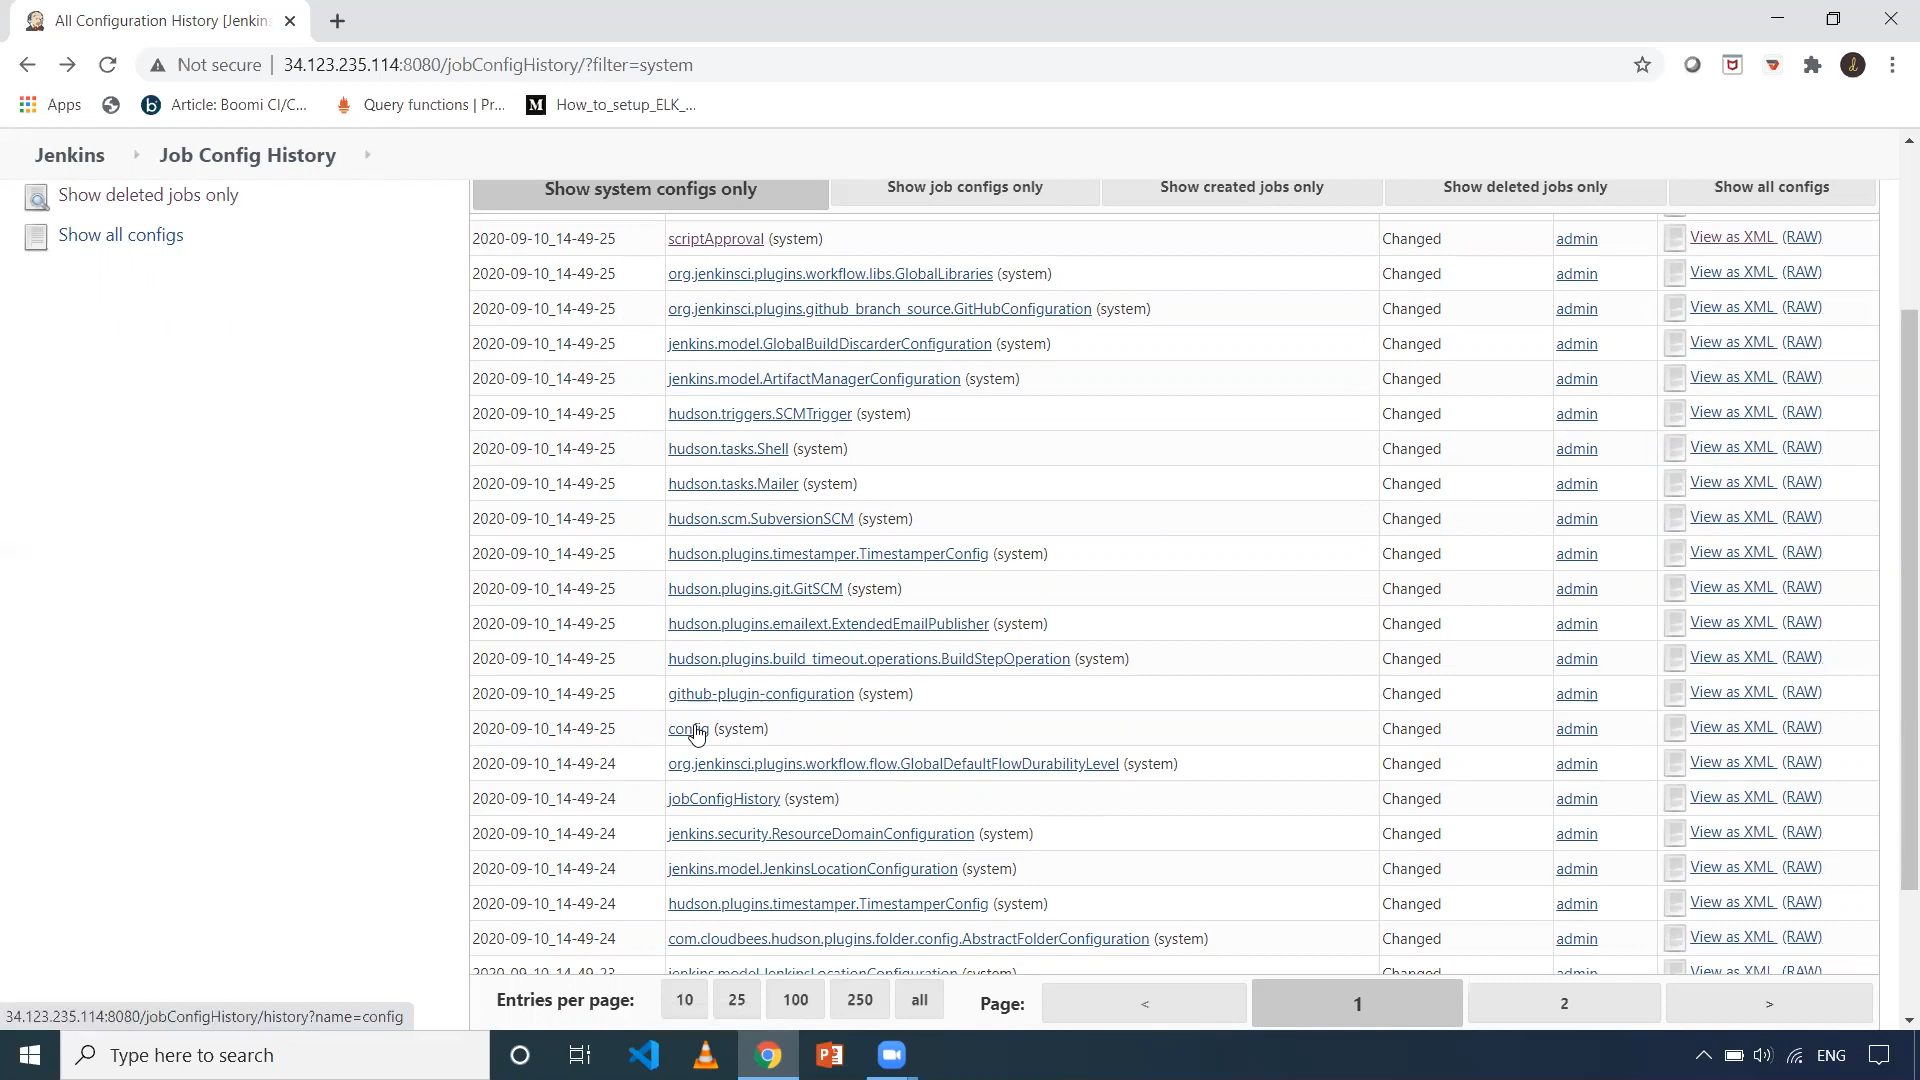 All Configuration History [Jenkin
Not secure | 34.123.235.114:8080/jobConfigHistory/?filter=system
Apps
Article: Boomi CI/C...
Query functions | Pr...
M How_to_setup_ELK_...
Jenkins Job Config History
Show deleted jobs only
Show all configs
Show system configs only Show job configs only Show created jobs only Show deleted jobs only Show all configs
2020-09-10_14-49-25 scriptApproval (system) Changed admin View as XML (RAW)
2020-09-10_14-49-25 org.jenkinsci.plugins.workflow.libs.GlobalLibraries (system) Changed admin View as XML (RAW)
2020-09-10_14-49-25 org.jenkinsci.plugins.github_branch_source.GitHubConfiguration (system) Changed admin View as XML (RAW)
2020-09-10_14-49-25 jenkins.model.GlobalBuildDiscarderConfiguration (system) Changed admin View as XML (RAW)
2020-09-10_14-49-25 jenkins.model.ArtifactManagerConfiguration (system) Changed admin View as XML (RAW)
2020-09-10_14-49-25 hudson.triggers.SCMTrigger (system) Changed admin View as XML (RAW)
2020-09-10_14-49-25 hudson.tasks.Shell (system) Changed admin View as XML (RAW)
2020-09-10_14-49-25 hudson.tasks.Mailer (system) Changed admin View as XML (RAW)
2020-09-10_14-49-25 hudson.scm.SubversionSCM (system) Changed admin View as XML (RAW)
2020-09-10_14-49-25 hudson.plugins.timestamper.TimestamperConfig (system) Changed admin View as XML (RAW)
2020-09-10_14-49-25 hudson.plugins.git.GitSCM (system) Changed admin View as XML (RAW)
2020-09-10_14-49-25 hudson.plugins.emailext.ExtendedEmailPublisher (system) Changed admin View as XML (RAW)
2020-09-10_14-49-25 hudson.plugins.build_timeout.operations.BuildStepOperation (system) Changed admin View as XML (RAW)
2020-09-10_14-49-25 github-plugin-configuration (system) Changed admin View as XML (RAW)
2020-09-10_14-49-25 config (system) Changed admin View as XML (RAW)
2020-09-10_14-49-24 org.jenkinsci.plugins.workflow.flow.GlobalDefaultFlowDurabilityLevel (system) Changed admin View as XML (RAW)
2020-09-10_14-49-24 jobConfigHistory (system) Changed admin View as XML (RAW)
2020-09-10_14-49-24 jenkins.security.ResourceDomainConfiguration (system) Changed admin View as XML (RAW)
2020-09-10_14-49-24 jenkins.model.JenkinsLocationConfiguration (system) Changed admin View as XML (RAW)
2020-09-10_14-49-24 hudson.plugins.timestamper.TimestamperConfig (system) Changed admin View as XML (RAW)
2020-09-10_14-49-24 com.cloudbees.hudson.plugins.folder.config.AbstractFolderConfiguration (system) Changed admin View as XML (RAW)
2020-09-10_14-49-23 jenkins.model.JenkinsLocationConfiguration (system) Changed admin View as XML (RAW)
Entries per page: 10 25 100 250 all Page: < 1 2 >
34.123.235.114:8080/jobConfigHistory/history?name=config
Type here to search
ENG